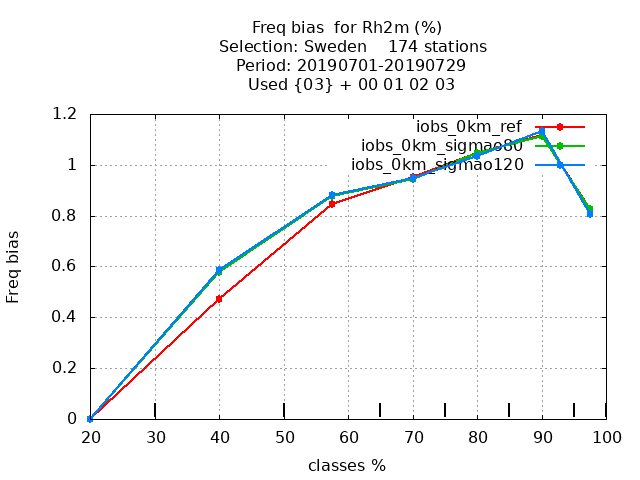 Freq bias  for Rh2m (%)
Selection: Sweden    174 stations
Period: 20190701-20190729
Used {03} + 00 01 02 03
iobs_0km_ref
iobs_0km_sigmao80
iobs_0km_sigmao120
Freq bias
1.2
1
0.8
0.6
0.4
0.2
0
20 30 40 50 60 70 80 90 100
classes %